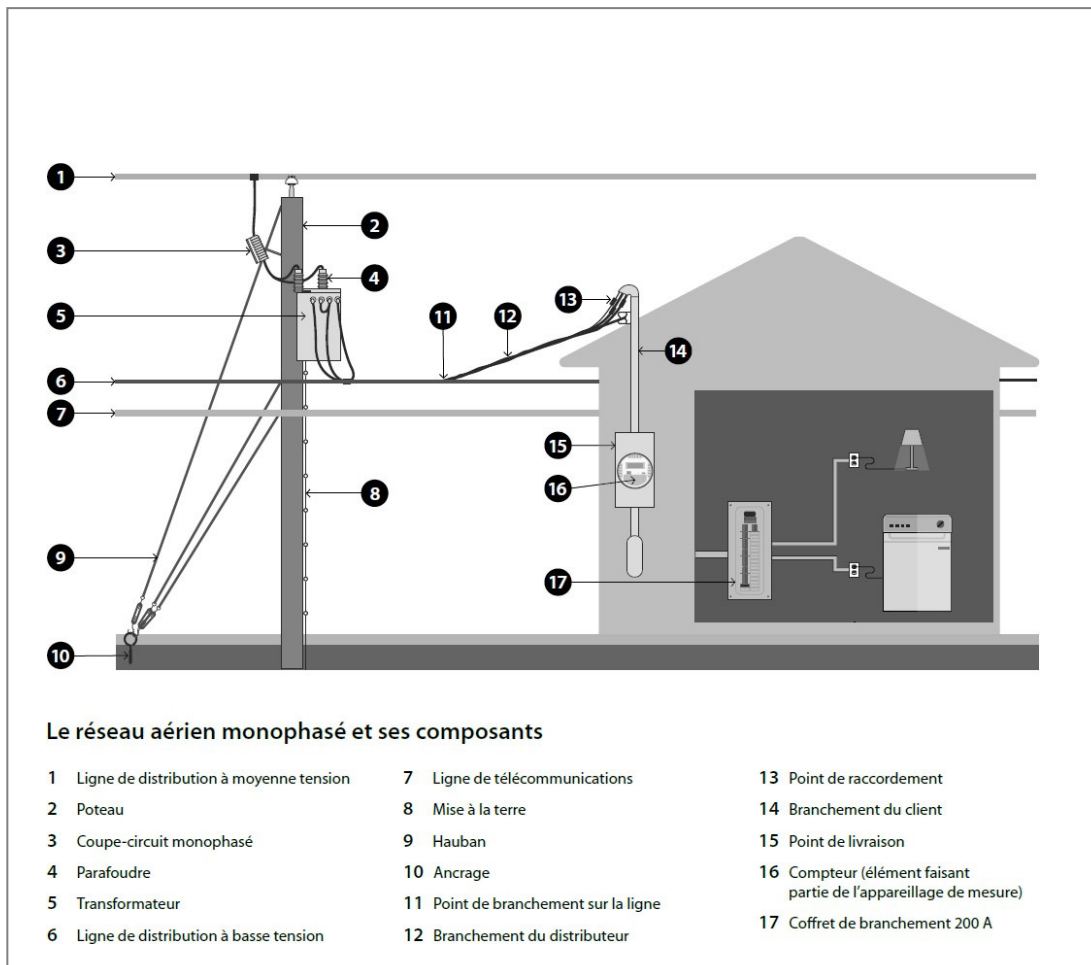 1
2
3
4
5
13
11
12
14
6
7
15
16
8
9
17
10
Le réseau aérien monophasé et ses composants
1 Ligne de distribution à moyenne tension
2 Poteau
3 Coupe-circuit monophasé
4 Parafoudre
5 Transformateur
6 Ligne de distribution à basse tension
7 Ligne de télécommunications
8 Mise à la terre
9 Hauban
10 Ancrage
11 Point de branchement sur la ligne
12 Branchement du distributeur
13 Point de raccordement
14 Branchement du client
15 Point de livraison
16 Compteur (élément faisant
partie de l'appareillage de mesure)
17 Coffret de branchement 200 A